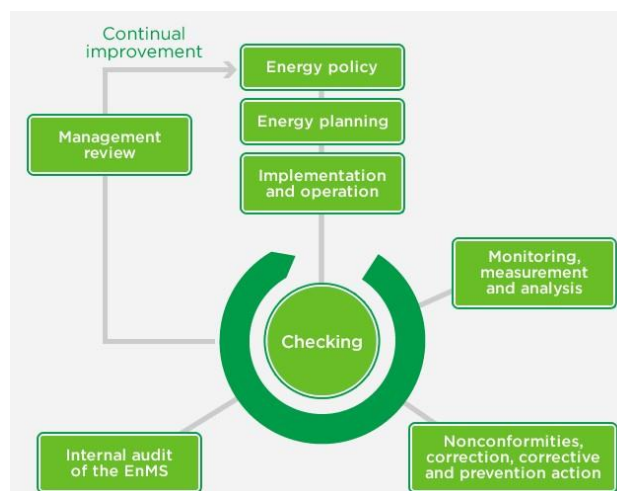 Continual
improvement
Energy policy
Energy planning
Management
review
Implementation
and operation
Monitoring,
measurement
and analysis
Checking
Internal audit
of the EnMS
Nonconformities,
correction, corrective
and prevention action